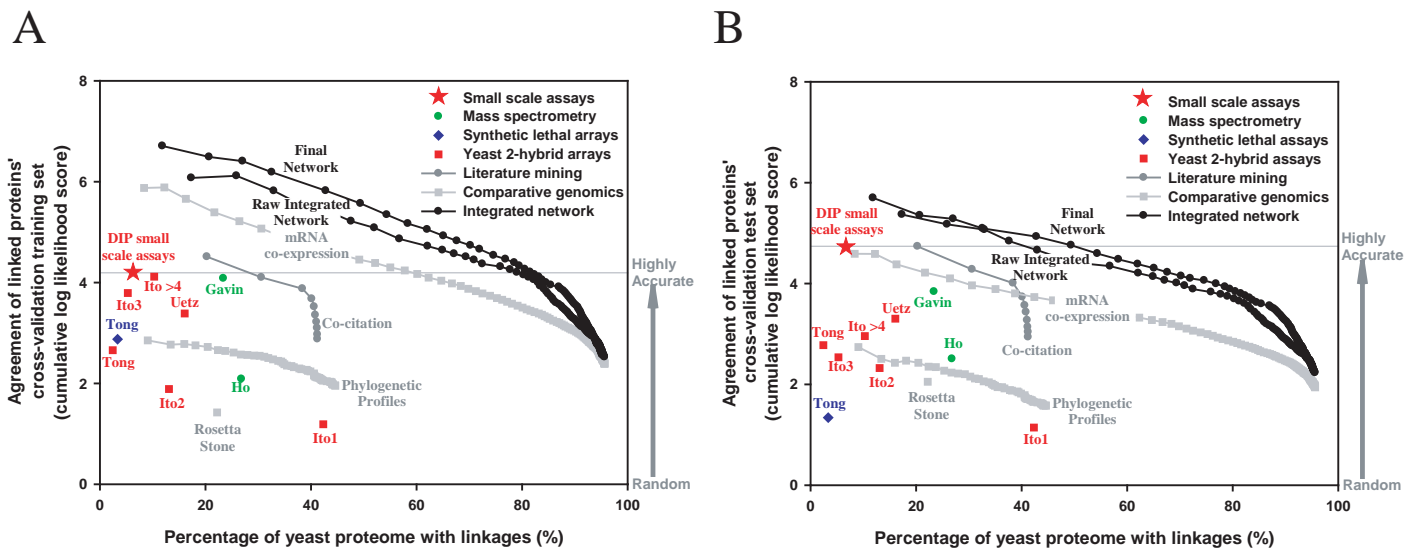 A
Agreement of linked proteins'
cross-validation training set
(cumulative log likelihood score)
8
6
4
2
0
Small scale assays
Mass spectrometry
Synthetic lethal arrays
Yeast 2-hybrid arrays
Literature mining
Comparative genomics
Integrated network
Final
Network
Raw Integrated
Network
mRNA
co-expression
DIP small
scale assays
Ito >4
Ito3
Uetz
Gavin
Tong
Tong
Co-citation
Ho
Ito2
Phylogenetic
Profiles
Rosetta
Stone
Ito1
Highly
Accurate
Random
0
20
40
60
80
100
Percentage of yeast proteome with linkages (%)
B
Agreement of linked proteins'
cross-validation test set
(cumulative log likelihood score)
8
6
4
2
0
Small scale assays
Mass spectrometry
Synthetic lethal assays
Yeast 2-hybrid assays
Literature mining
Comparative genomics
Integrated network
DIP small
scale assays
Final
Network
Raw Integrated
Network
mRNA
co-expression
Gavin
Uetz
Tong
Ito >4
Ito3
Ho
Co-citation
Ito2
Rosetta
Stone
Phylogenetic
Profiles
Tong
Ito1
Highly
Accurate
Random
0
20
40
60
80
100
Percentage of yeast proteome with linkages (%)